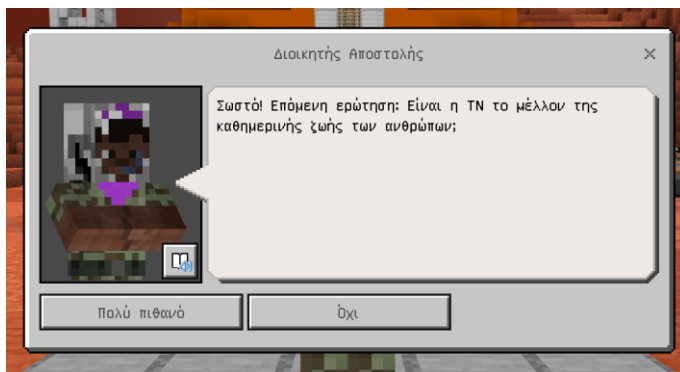 Διοικητής Αποστολής
Σωστό! Επόμενη ερώτηση: Είναι η ΤΝ το μέλλον της
καθημερινής ζωής των ανθρώπων;
Πολύ πιθανό
Όχι